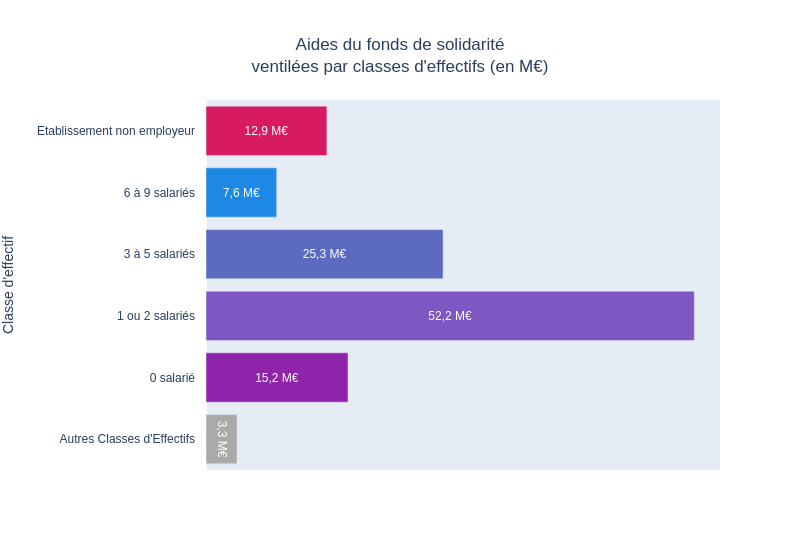 Aides du fonds de solidarité
ventilées par classes d'effectifs (en M€)
Classe d'effectif
Etablissement non employeur
12,9 M€
6 à 9 salariés
7,6 M€
3 à 5 salariés
25,3 M€
1 ou 2 salariés
52,2 M€
0 salarié
15,2 M€
Autres Classes d'Effectifs
3,3 M€